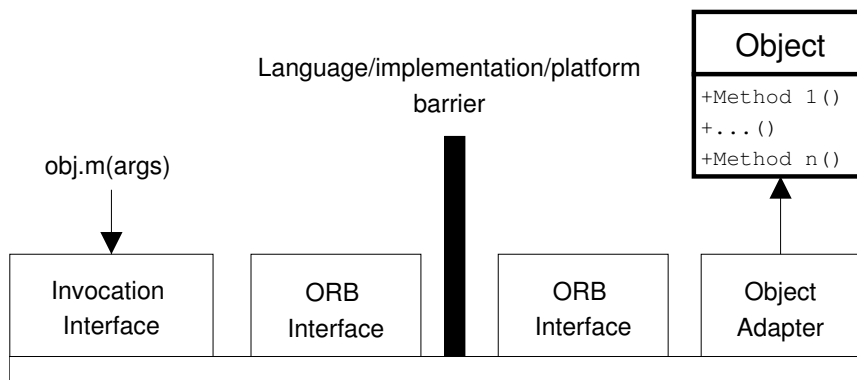 Object
Language/implementation/platform
barrier
+Method 1()
+...()
+Method n()
obj.m(args)
Invocation
Interface
ORB
Interface
ORB
Interface
Object
Adapter